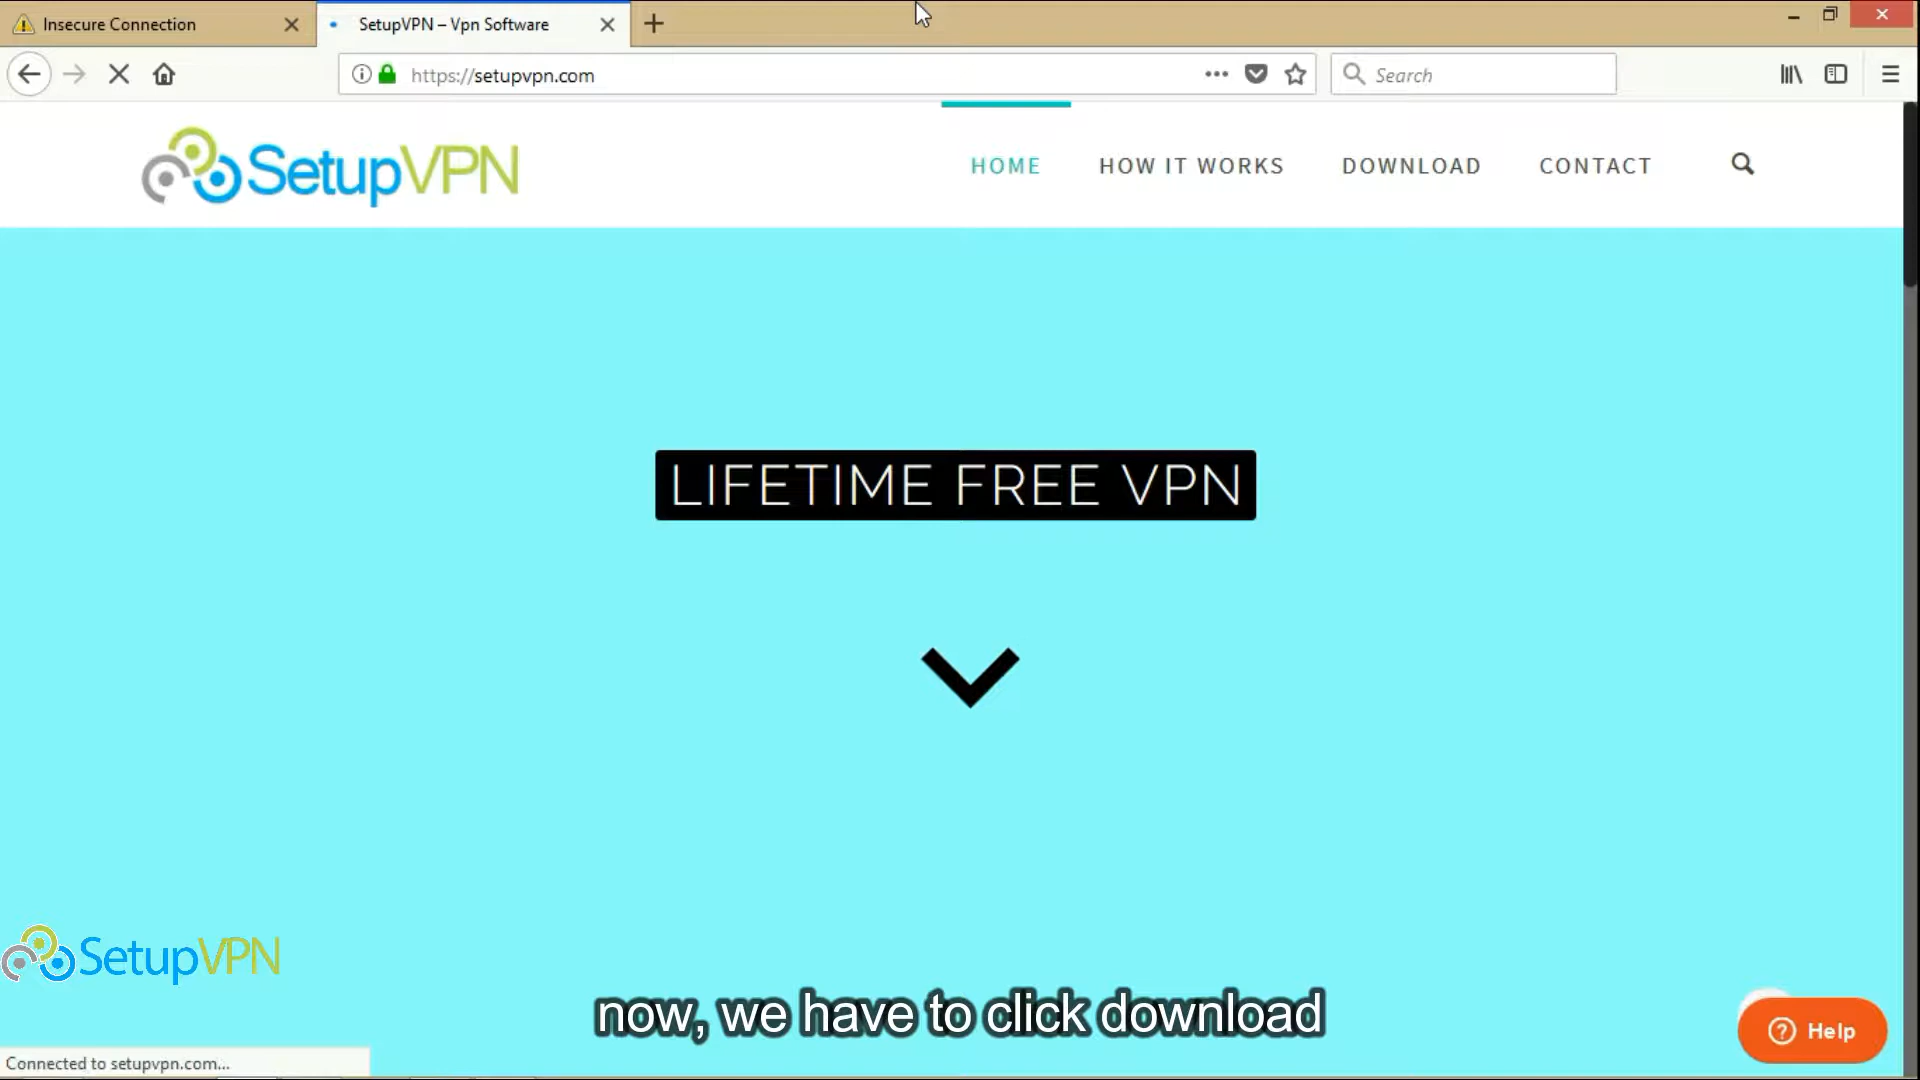 Insecure Connection
SetupVPN – Vpn Software
https://setupvpn.com
Search
SetupVPN
HOME
HOW IT WORKS
DOWNLOAD
CONTACT
LIFETIME FREE VPN
SetupVPN
now, we have to click download
Help
Connected to setupvpn.com...